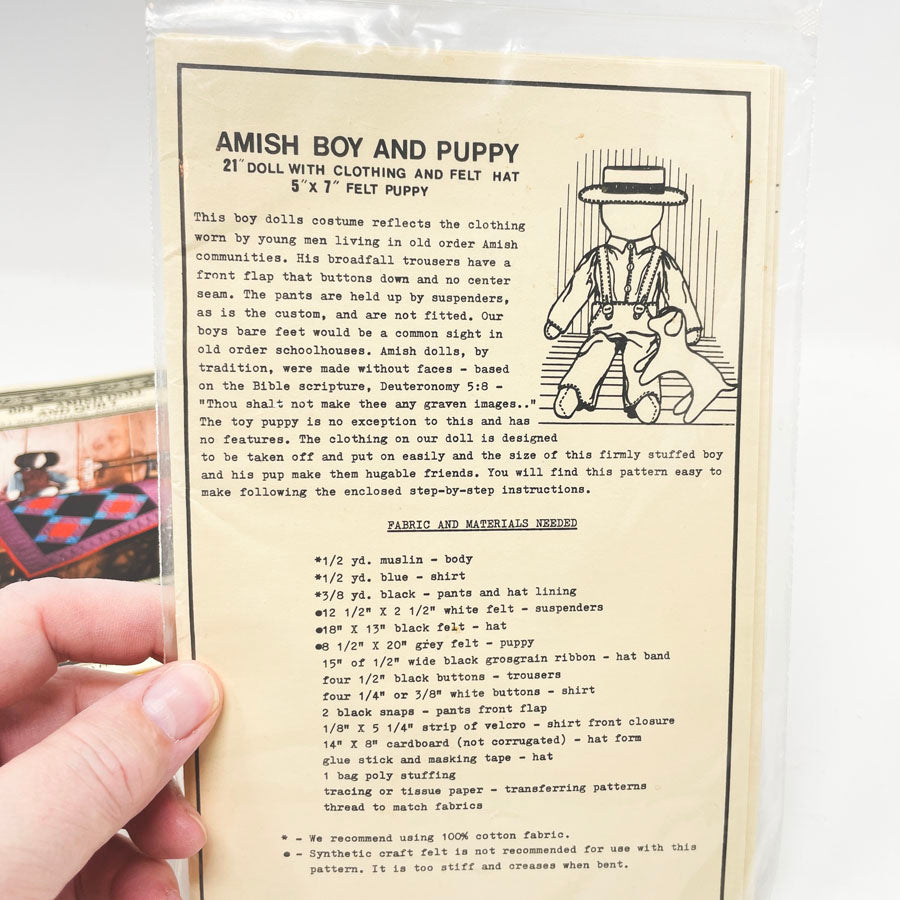 AMISH BOY AND PUPPY
21" DOLL WITH CLOTHING AND FELT HAT
5" X 7" FELT PUPPY
This boy dolls costume reflects the clothing
worn by young men living in old order Amish
communities. His broadfall trousers have a
front flap that buttons down and no center
seam. The pants are held up by suspenders,
as is the custom, and are not fitted. Our
boys bare feet would be a common sight in
old order schoolhouses. Amish dolls, by
tradition, were made without faces - based
on the Bible scripture, Deuteronomy 5:8 -
"Thou shalt not make thee any graven images.."
The toy puppy is no exception to this and has
no features. The clothing on our doll is designed
to be taken off and put on easily and the size of this firmly stuffed boy
and his pup make them hugable friends. You will find this pattern easy to
make following the enclosed step-by-step instructions.
FABRIC AND MATERIALS NEEDED
*1/2 yd. muslin - body
*1/2 yd. blue - shirt
*3/8 yd. black - pants and hat lining
●12 1/2" X 2 1/2" white felt - suspenders
●18" X 13" black felt - hat
●8 1/2" X 20" grey felt - puppy
15" of 1/2" wide black grosgrain ribbon - hat band
four 1/2" black buttons - trousers
four 1/4" or 3/8" white buttons - shirt
2 black snaps - pants front flap
1/8" X 5 1/4" strip of velcro - shirt front closure
14" X 8" cardboard (not corrugated) - hat form
glue stick and masking tape - hat
1 bag poly stuffing
tracing or tissue paper - transferring patterns
thread to match fabrics
* - We recommend using 100% cotton fabric.
● - Synthetic craft felt is not recommended for use with this
pattern. It is too stiff and creases when bent.